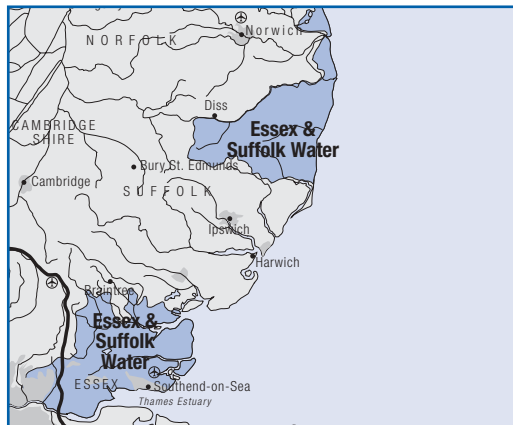 NORFOLK
Norwich
Diss
CAMBRIDGE
SHIRE
Essex &
Suffolk Water
Bury St. Edmunds
Cambridge
SUFFOLK
Ipswich
Harwich
Braintree
Essex &
Suffolk
Water
ESSEX
Southend-on-Sea
Thames Estuary